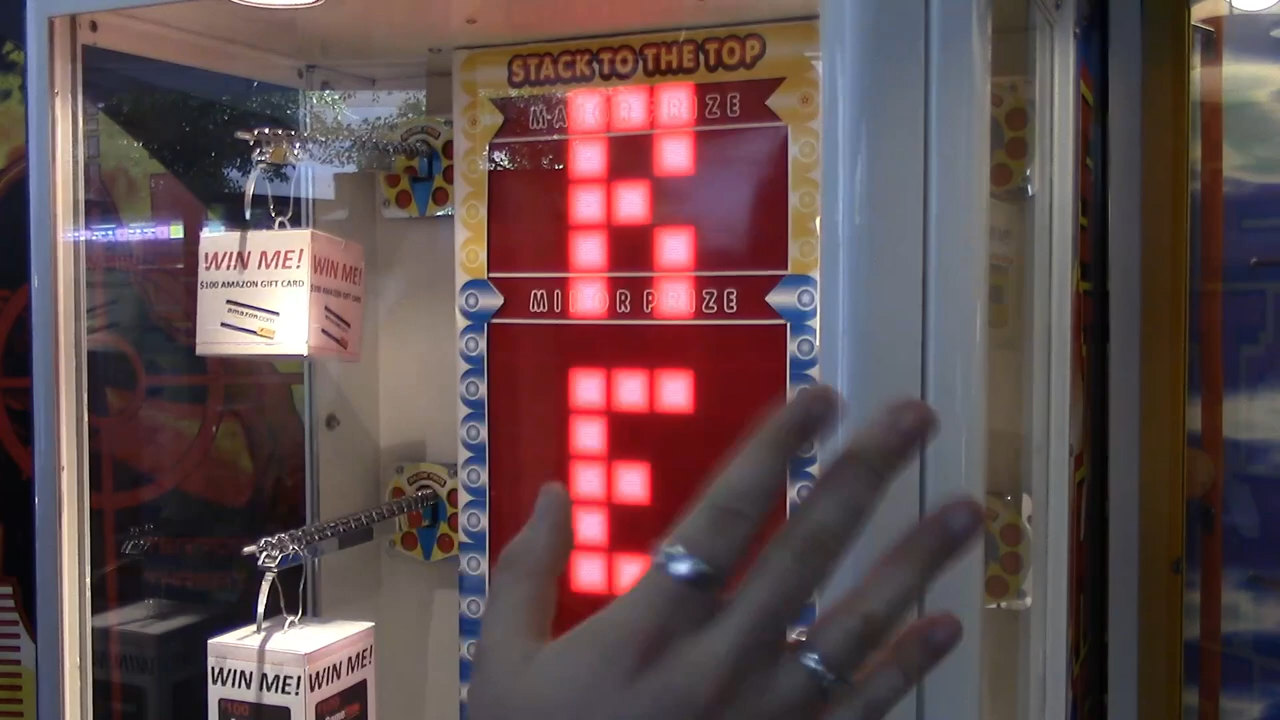 STACK TO THE TOP
MAJOR PRIZE
R
MINOR PRIZE
E
WIN ME!
$100 AMAZON GIFT CARD
amazon.com
WIN ME!
WIN ME!
$100
WIN ME!